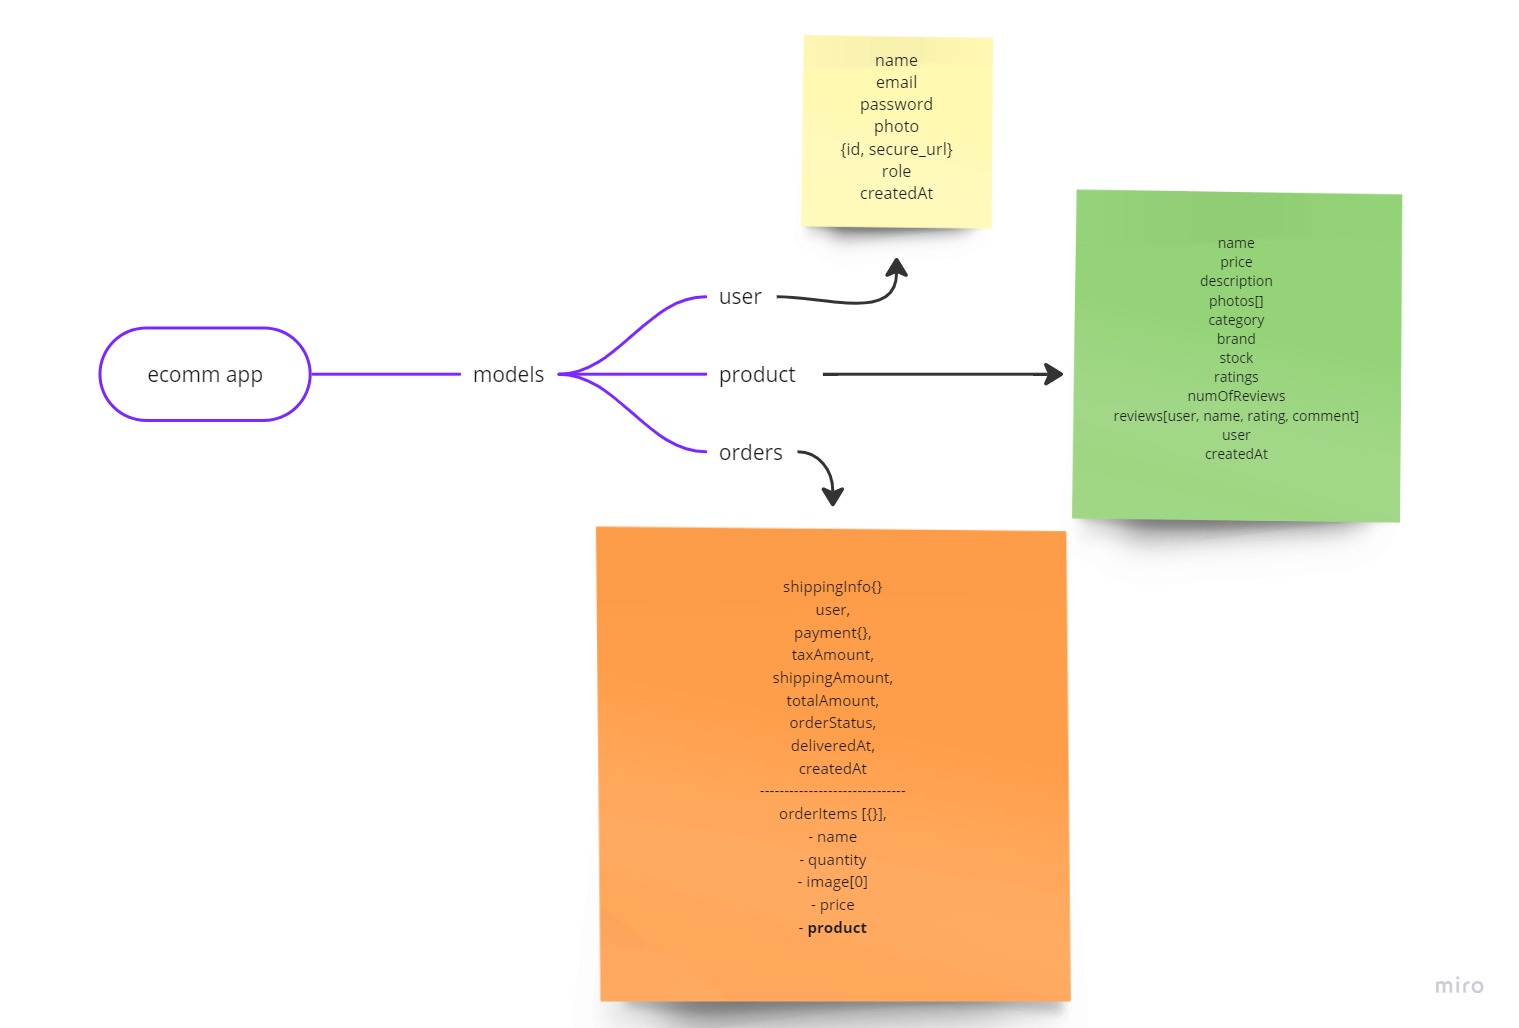 name
email
password
photo
{id, secure_url}
role
createdAt
name
price
description
photos[]
category
brand
stock
ratings
numOfReviews
reviews[user, name, rating, comment]
user
createdAt
user
ecomm app
models
product
orders
shippingInfo{}
user,
payment{},
taxAmount,
shippingAmount,
totalAmount,
orderStatus,
deliveredAt,
createdAt
------------------------------
orderItems [{}],
- name
- quantity
- image[0]
- price
- product
miro